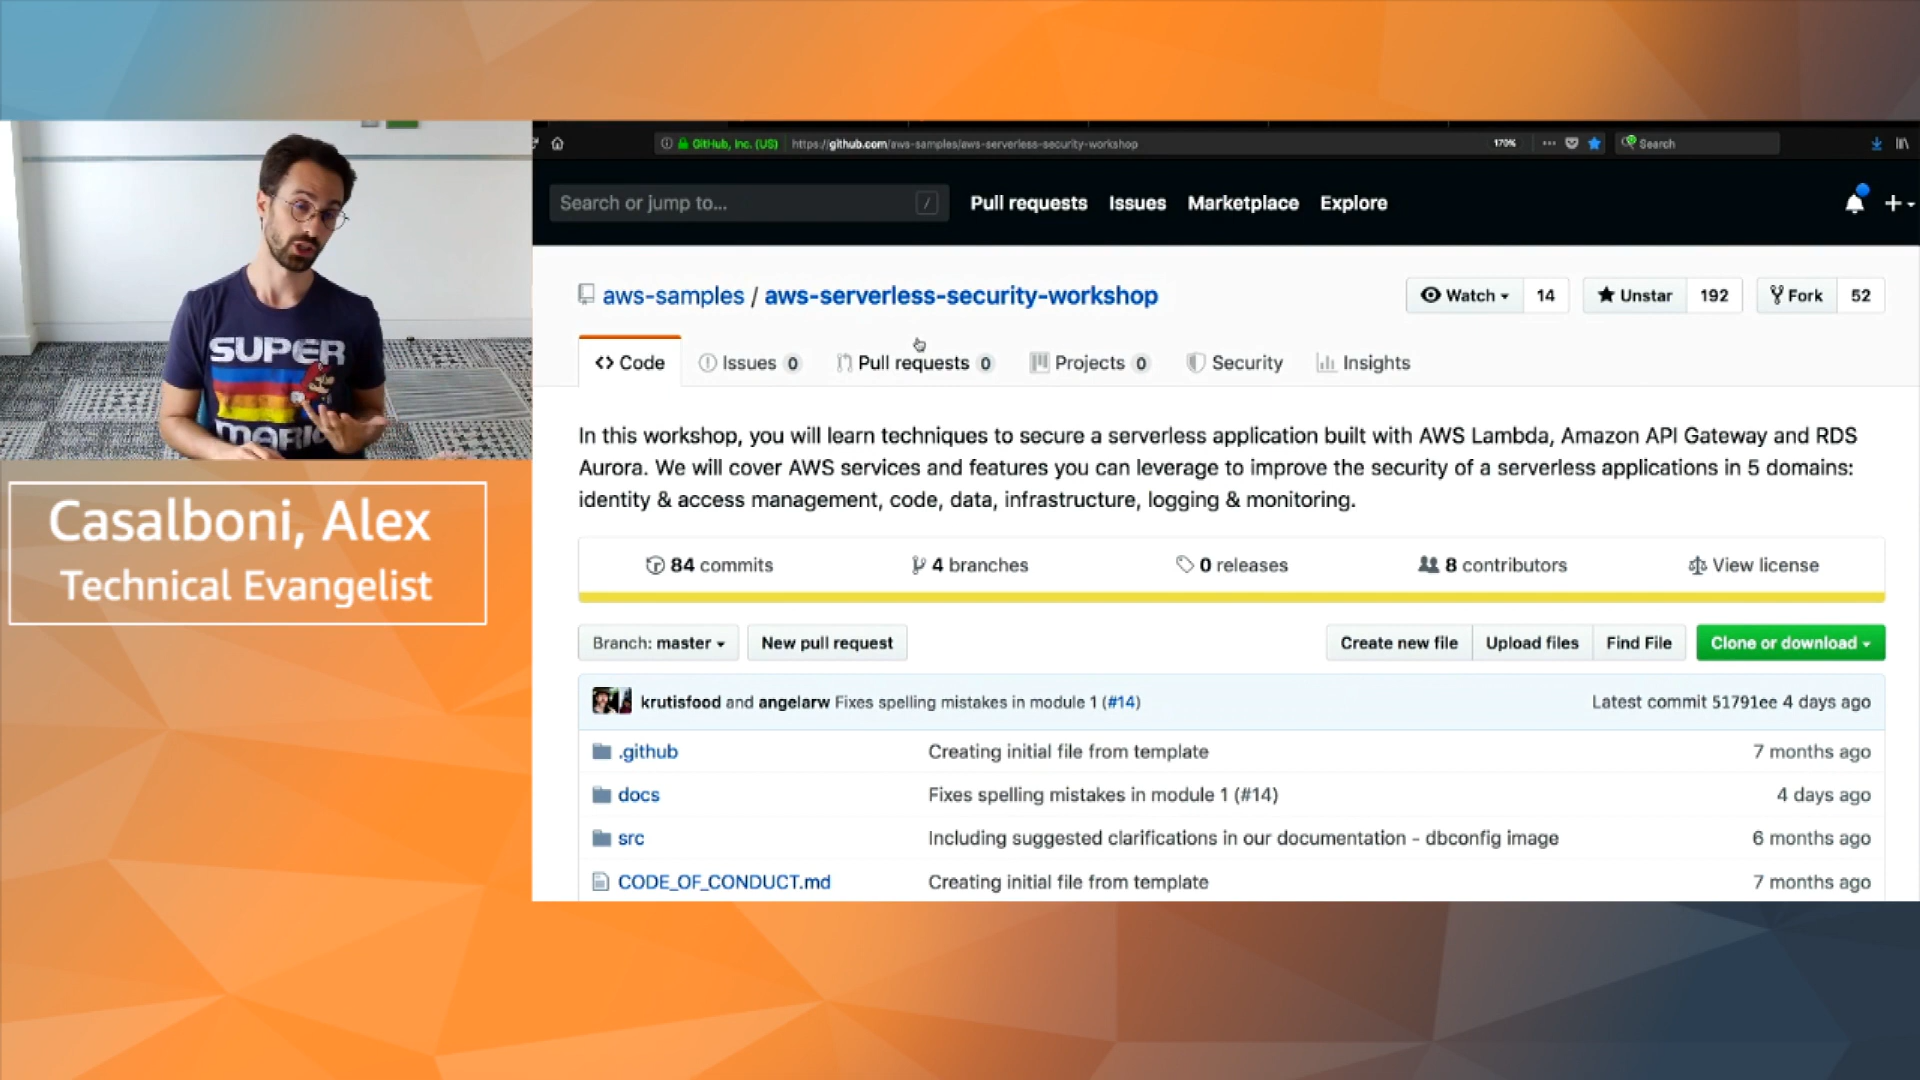 GitHub, Inc. (US) https://github.com/aws-samples/aws-serverless-security-workshop 170% Search
Search or jump to... / Pull requests Issues Marketplace Explore
aws-samples / aws-serverless-security-workshop Watch 14 Unstar 192 Fork 52
Code Issues 0 Pull requests 0 Projects 0 Security Insights
In this workshop, you will learn techniques to secure a serverless application built with AWS Lambda, Amazon API Gateway and RDS
Aurora. We will cover AWS services and features you can leverage to improve the security of a serverless applications in 5 domains:
identity & access management, code, data, infrastructure, logging & monitoring.
84 commits 4 branches 0 releases 8 contributors View license
Branch: master New pull request Create new file Upload files Find File Clone or download
krutisfood and angelarw Fixes spelling mistakes in module 1 (#14) Latest commit 51791ee 4 days ago
.github Creating initial file from template 7 months ago
docs Fixes spelling mistakes in module 1 (#14) 4 days ago
src Including suggested clarifications in our documentation - dbconfig image 6 months ago
CODE_OF_CONDUCT.md Creating initial file from template 7 months ago
SUPER
MARIO
Casalboni, Alex
Technical Evangelist